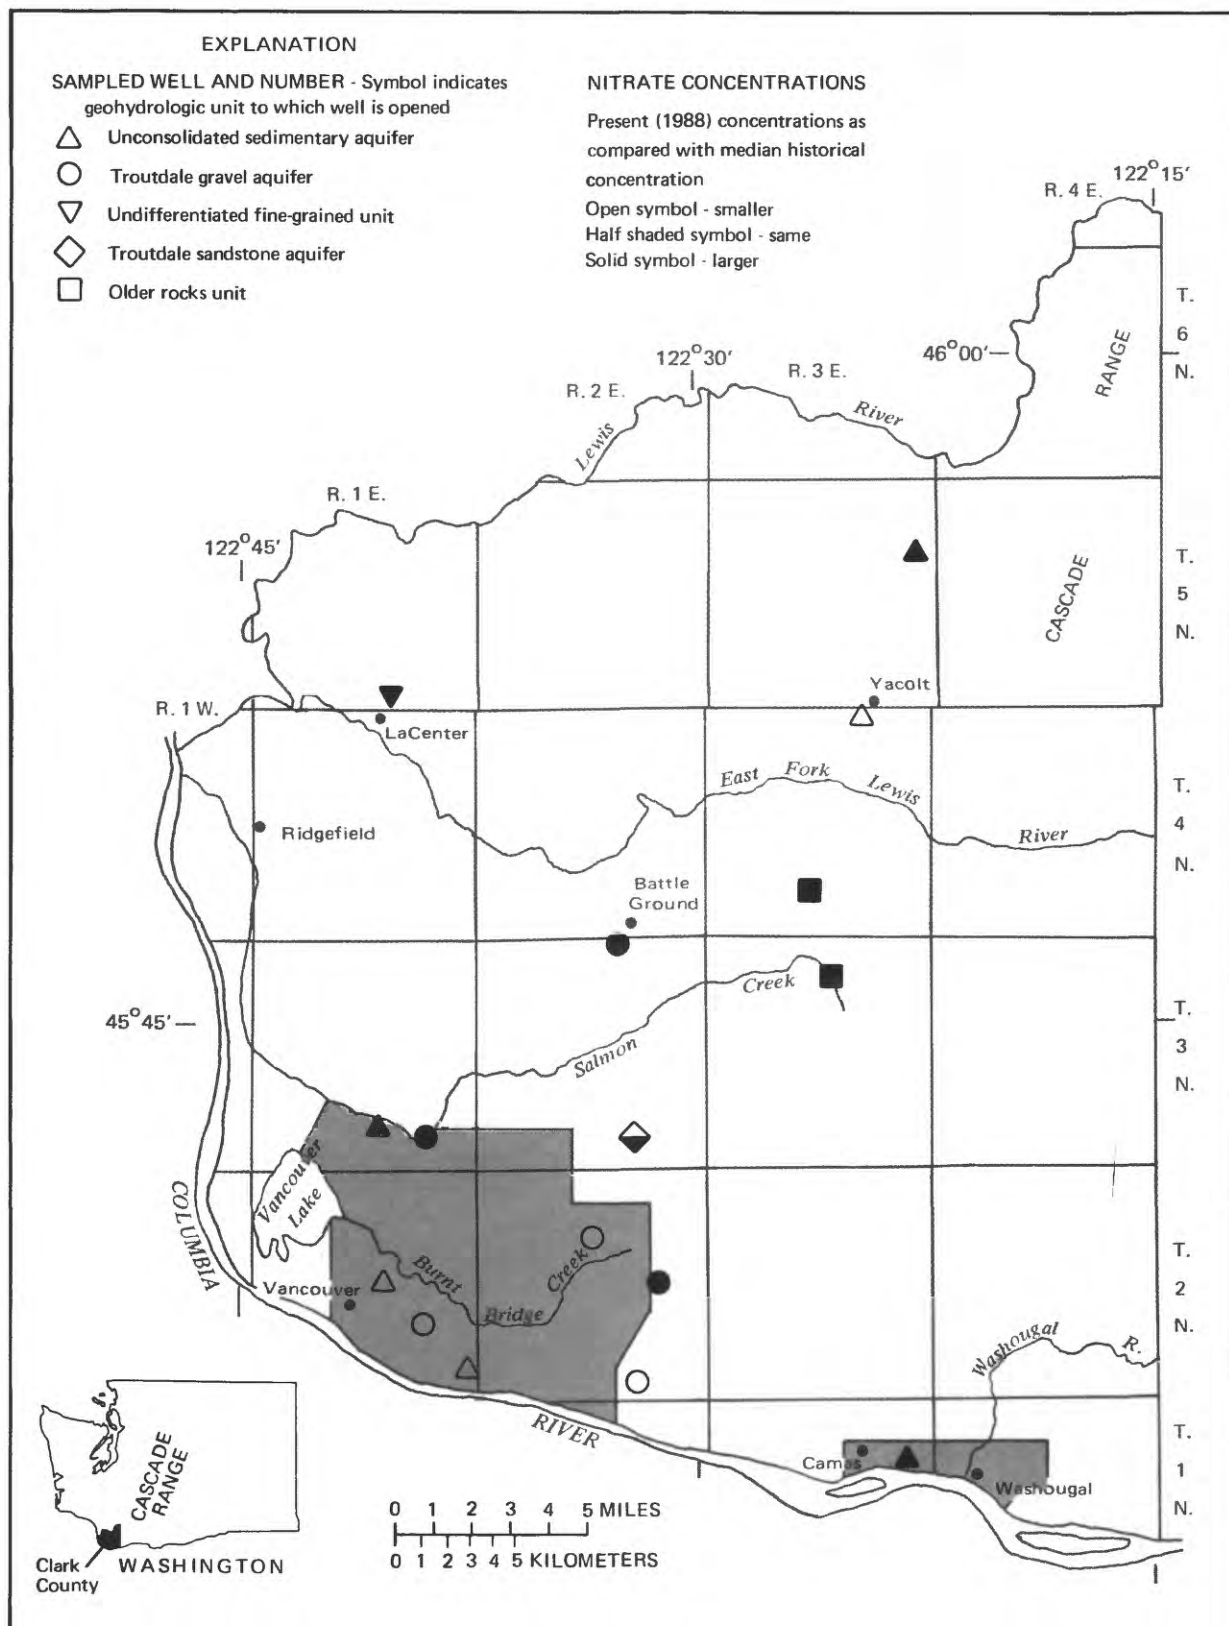 EXPLANATION
SAMPLED WELL AND NUMBER - Symbol indicates
geohydrologic unit to which well is opened
Unconsolidated sedimentary aquifer
Troutdale gravel aquifer
Undifferentiated fine-grained unit
Troutdale sandstone aquifer
Older rocks unit
NITRATE CONCENTRATIONS
Present (1988) concentrations as
compared with median historical
concentration
Open symbol - smaller
Half shaded symbol - same
Solid symbol - larger
122°15'
R. 4 E.
T.
6
N.
RANGE
46°00'
122°30'
R. 3 E.
R. 2 E.
River
Lewis
R. 1 E.
122°45'
T.
5
N.
CASCADE
Yacolt
R. 1 W.
LaCenter
East Fork Lewis
River
T.
4
N.
Ridgefield
Battle
Ground
Creek
Salmon
45°45'
T.
3
N.
Vancouver
Lake
COLUMBIA
Burnt
Bridge
Creek
Vancouver
T.
2
N.
Washougal
R.
RIVER
T.
1
N.
Camas
Washougal
CASCADE
RANGE
Clark
County
WASHINGTON
0 1 2 3 4 5 MILES
0 1 2 3 4 5 KILOMETERS